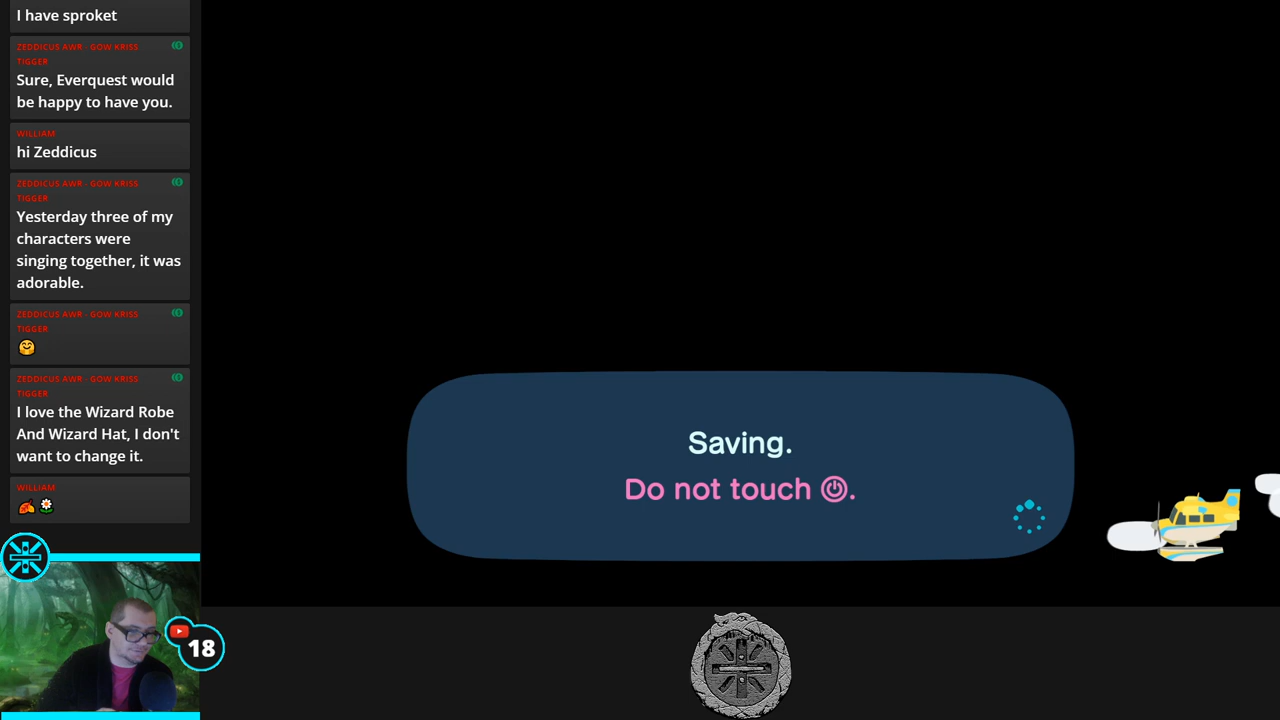 I have sproket
ZEDDICUS AWR - GOW KRISS
TIGGER
Sure, Everquest would
be happy to have you.
WILLIAM
hi Zeddicus
ZEDDICUS AWR - GOW KRISS
TIGGER
Yesterday three of my
characters were
singing together, it was
adorable.
ZEDDICUS AWR - GOW KRISS
TIGGER
ZEDDICUS AWR - GOW KRISS
TIGGER
I love the Wizard Robe
And Wizard Hat, I don't
want to change it.
WILLIAM
18
Saving.
Do not touch ⏻.